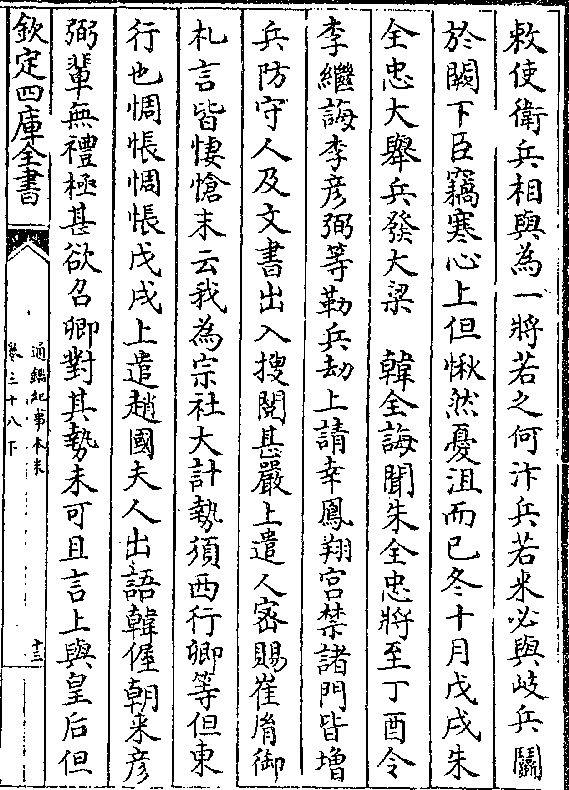 敕使衛兵相與為一將若之何汴兵若来必與岐兵鬬
於闕下臣竊寒心上但愀然憂沮而已冬十月戊戌朱
全忠大舉兵發大梁　韓全誨聞朱全忠將至丁酉令
李繼誨李彦弼等勒兵劫上請幸鳳翔宫禁諸門皆增
兵防守人及文書出入搜閲甚嚴上遣人宻賜崔𦙍御
札言皆悽愴末云我為宗社大計勢須西行卿等但東
行也惆悵惆悵戊戌上遣趙國夫人出語韓偓朝来彦
弼輩無禮極甚欲召卿對其勢未可且言上與皇后但
欽定四庫全書
通鑑紀事本末
卷三十八下
十三